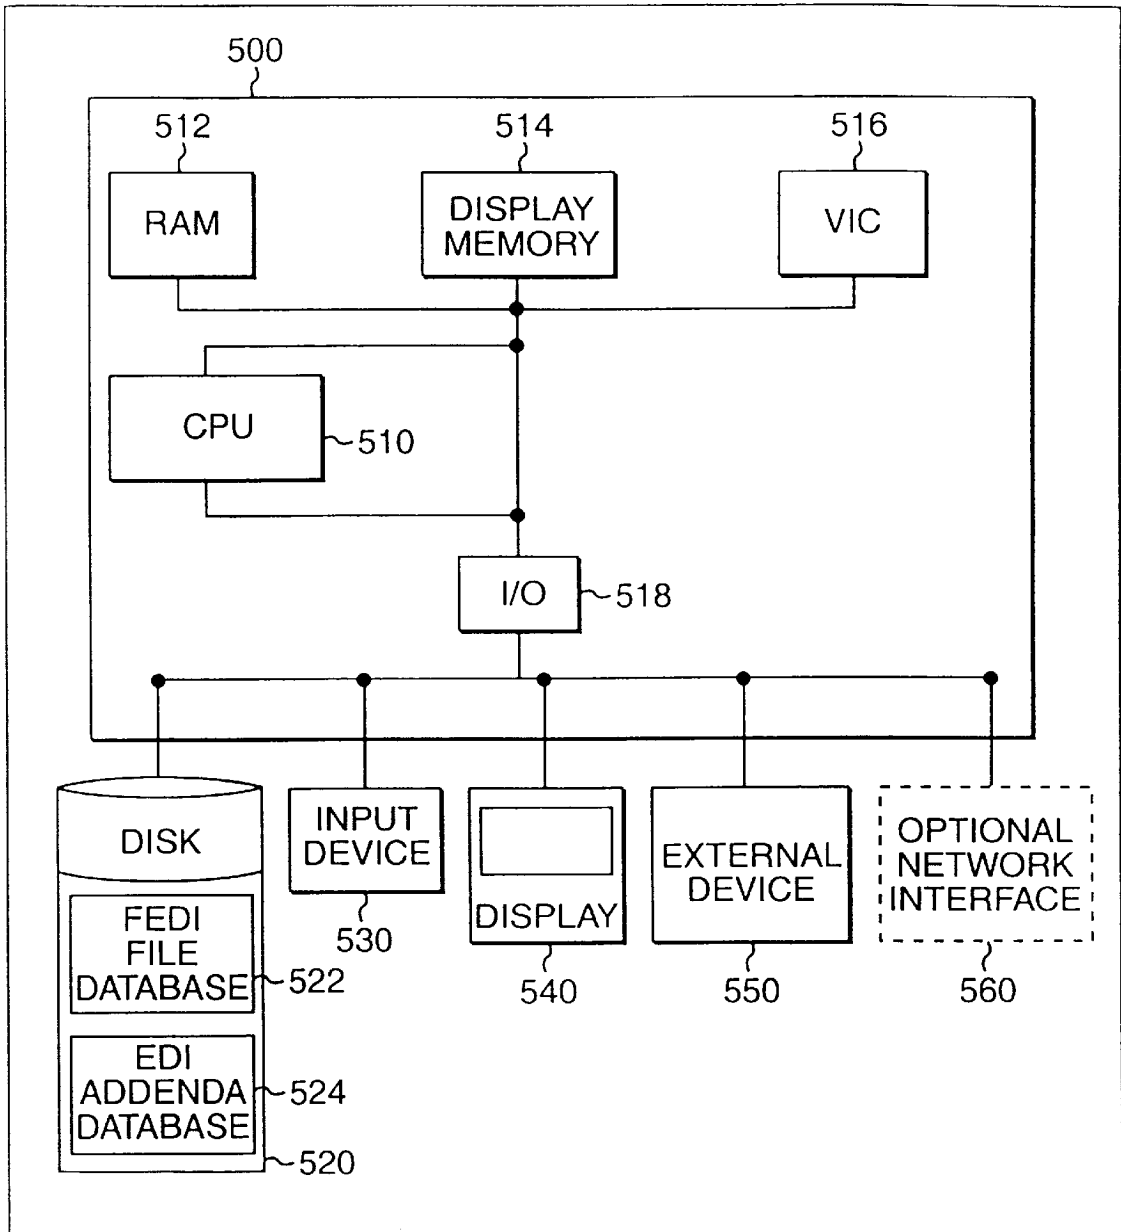 500
512
514
516
RAM
DISPLAY
MEMORY
VIC
CPU
510
I/O
518
DISK
INPUT
DEVICE
530
DISPLAY
540
EXTERNAL
DEVICE
550
OPTIONAL
NETWORK
INTERFACE
560
FEDI
FILE
DATABASE
522
EDI
ADDENDA
DATABASE
524
520